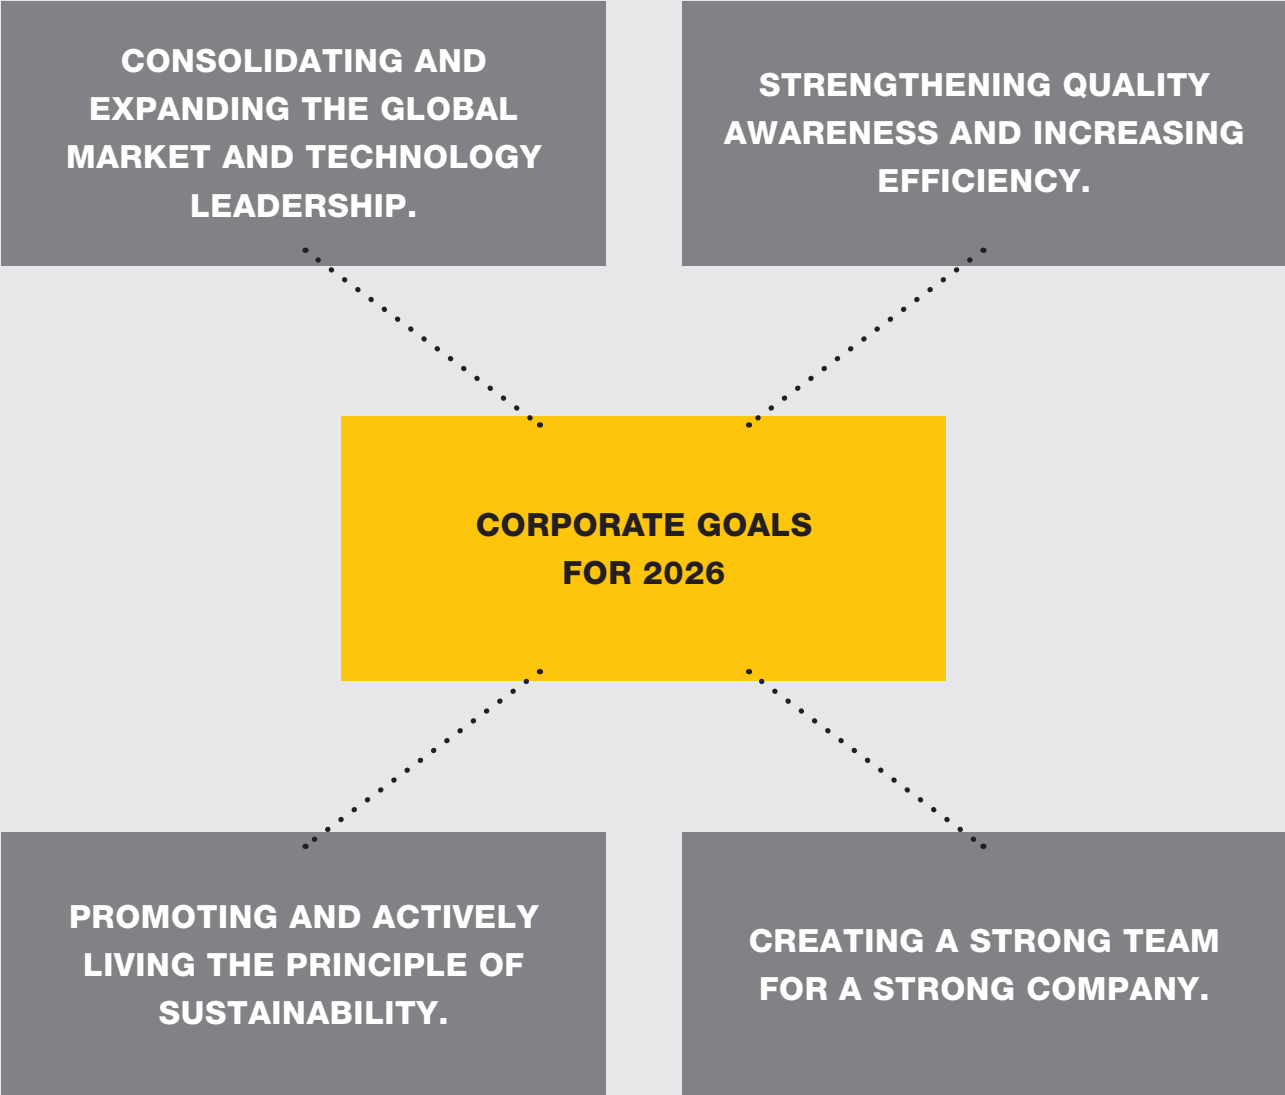 CONSOLIDATING AND
EXPANDING THE GLOBAL
MARKET AND TECHNOLOGY
LEADERSHIP.
STRENGTHENING QUALITY
AWARENESS AND INCREASING
EFFICIENCY.
CORPORATE GOALS
FOR 2026
PROMOTING AND ACTIVELY
LIVING THE PRINCIPLE OF
SUSTAINABILITY.
CREATING A STRONG TEAM
FOR A STRONG COMPANY.